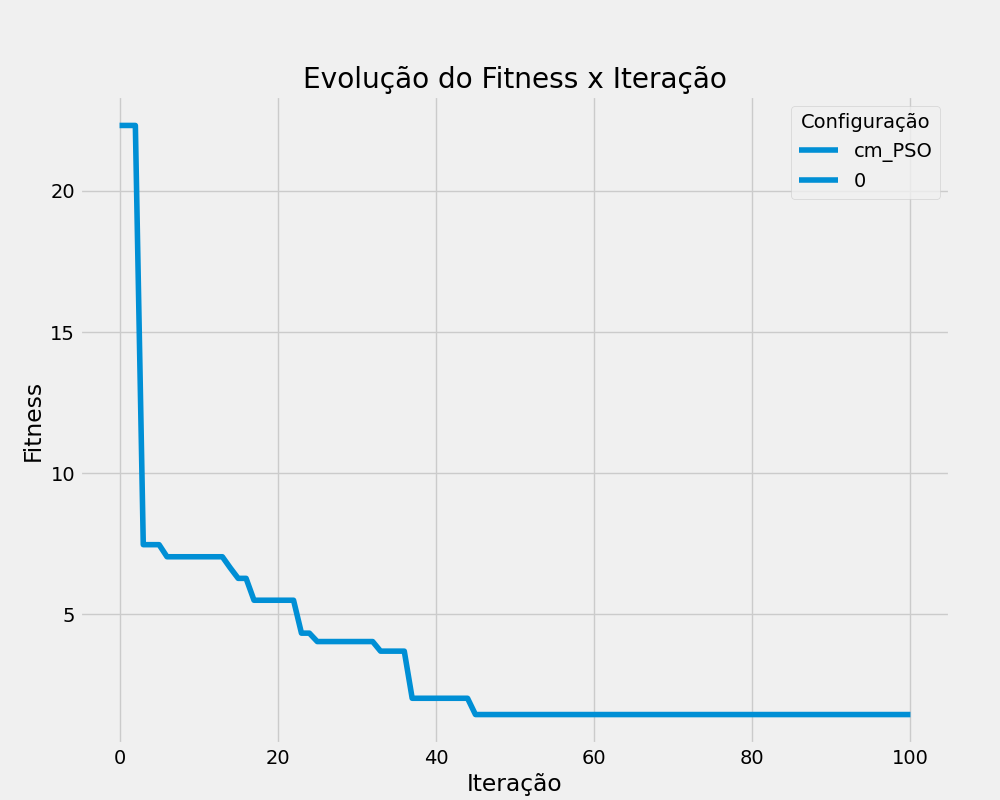 Evolução do Fitness x Iteração
Configuração
cm_PSO
0
20
15
10
5
Fitness
0 20 40 60 80 100
Iteração